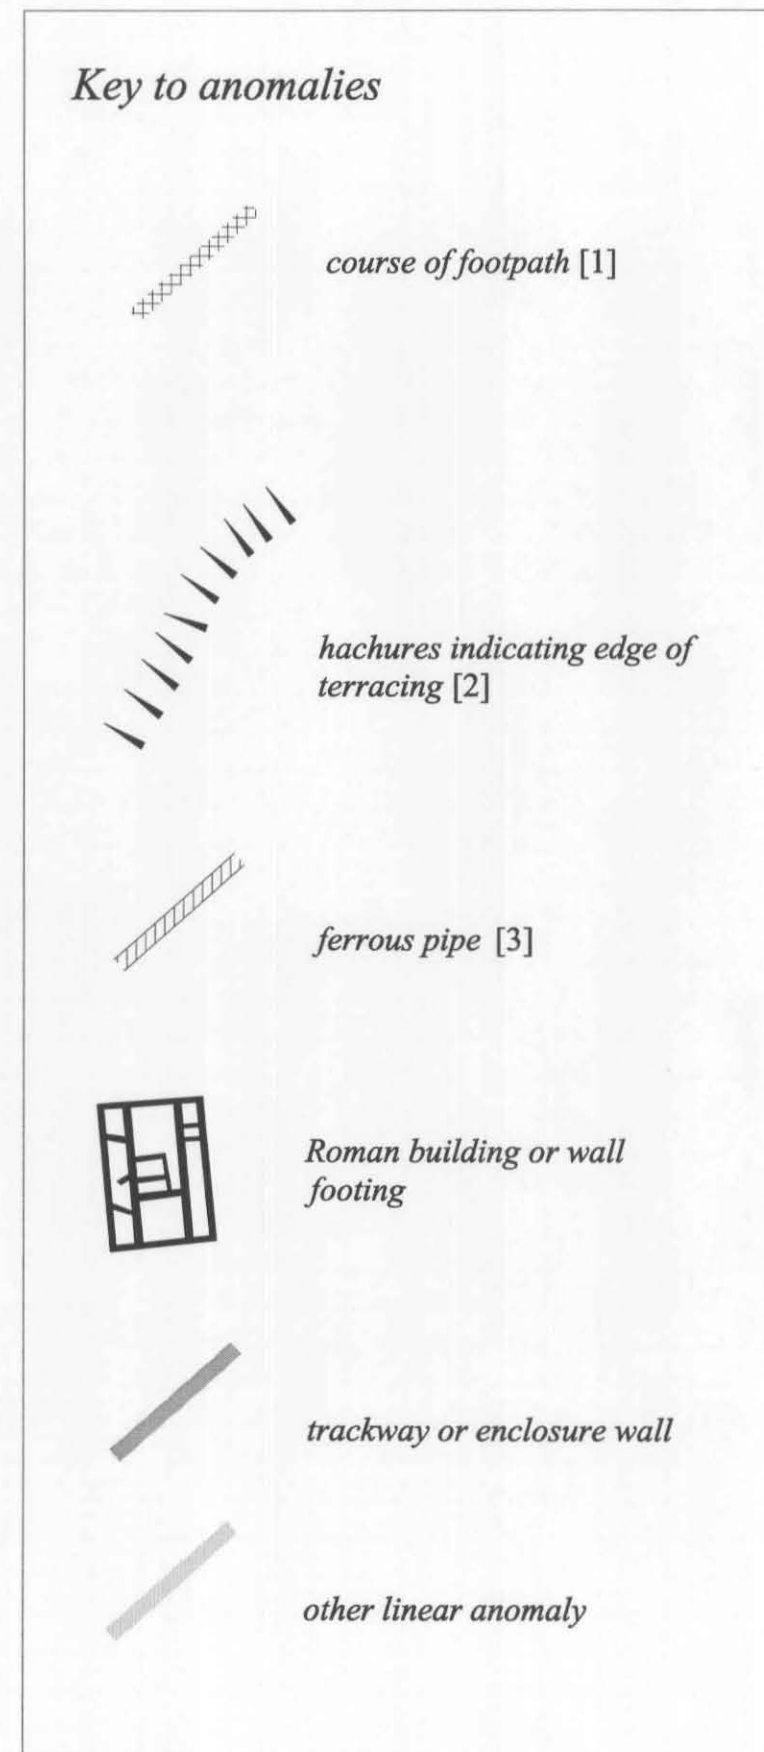 Key to anomalies
course of footpath [1]
hachures indicating edge of
terracing [2]
ferrous pipe [3]
Roman building or wall
footing
trackway or enclosure wall
other linear anomaly